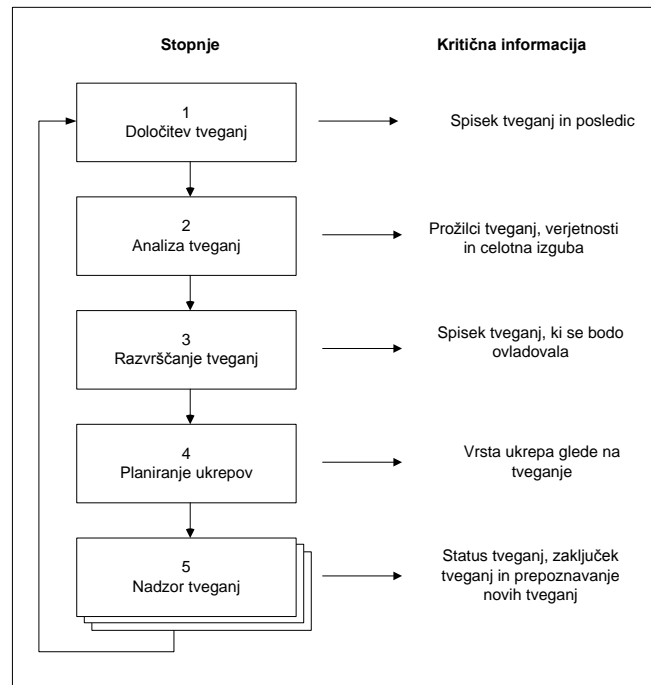 Stopnje
Kritična informacija
1
Določitev tveganj
Spisek tveganj in posledic
2
Analiza tveganj
Prožilci tveganj, verjetnosti
in celotna izguba
3
Razvrščanje tveganj
Spisek tveganj, ki se bodo
ovladovala
4
Planiranje ukrepov
Vrsta ukrepa glede na
tveganje
5
Nadzor tveganj
Status tveganj, zaključek
tveganj in prepoznavanje
novih tveganj